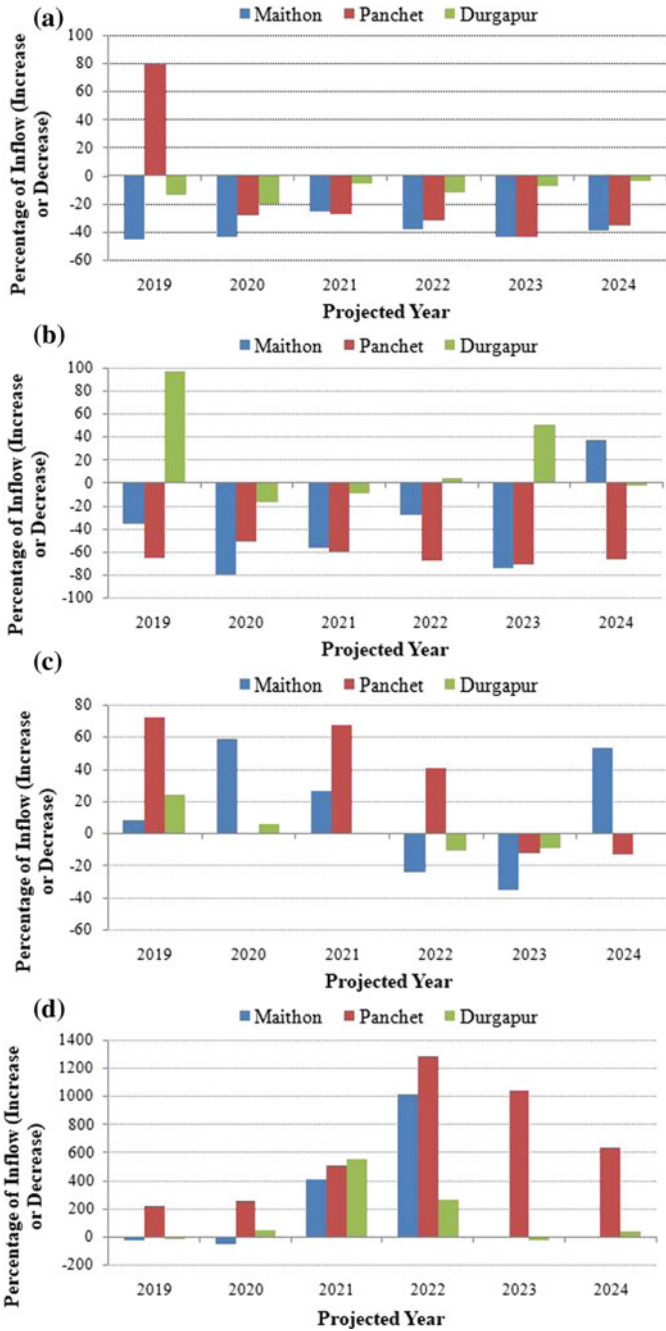 (a)
Maithon Panchet Durgapur
Percentage of Inflow (Increase
or Decrease)
100
80
60
40
20
0
-20
-40
-60
2019 2020 2021 2022 2023 2024
Projected Year
(b)
Maithon Panchet Durgapur
Percentage of Inflow (Increase
or Decrease)
100
80
60
40
20
0
-20
-40
-60
-80
-100
2019 2020 2021 2022 2023 2024
Projected Year
(c)
Maithon Panchet Durgapur
Percentage of Inflow (Increase
or Decrease)
80
60
40
20
0
-20
-40
-60
2019 2020 2021 2022 2023 2024
Projected Year
(d)
Maithon Panchet Durgapur
Percentage of Inflow (Increase
or Decrease)
1400
1200
1000
800
600
400
200
0
-200
2019 2020 2021 2022 2023 2024
Projected Year